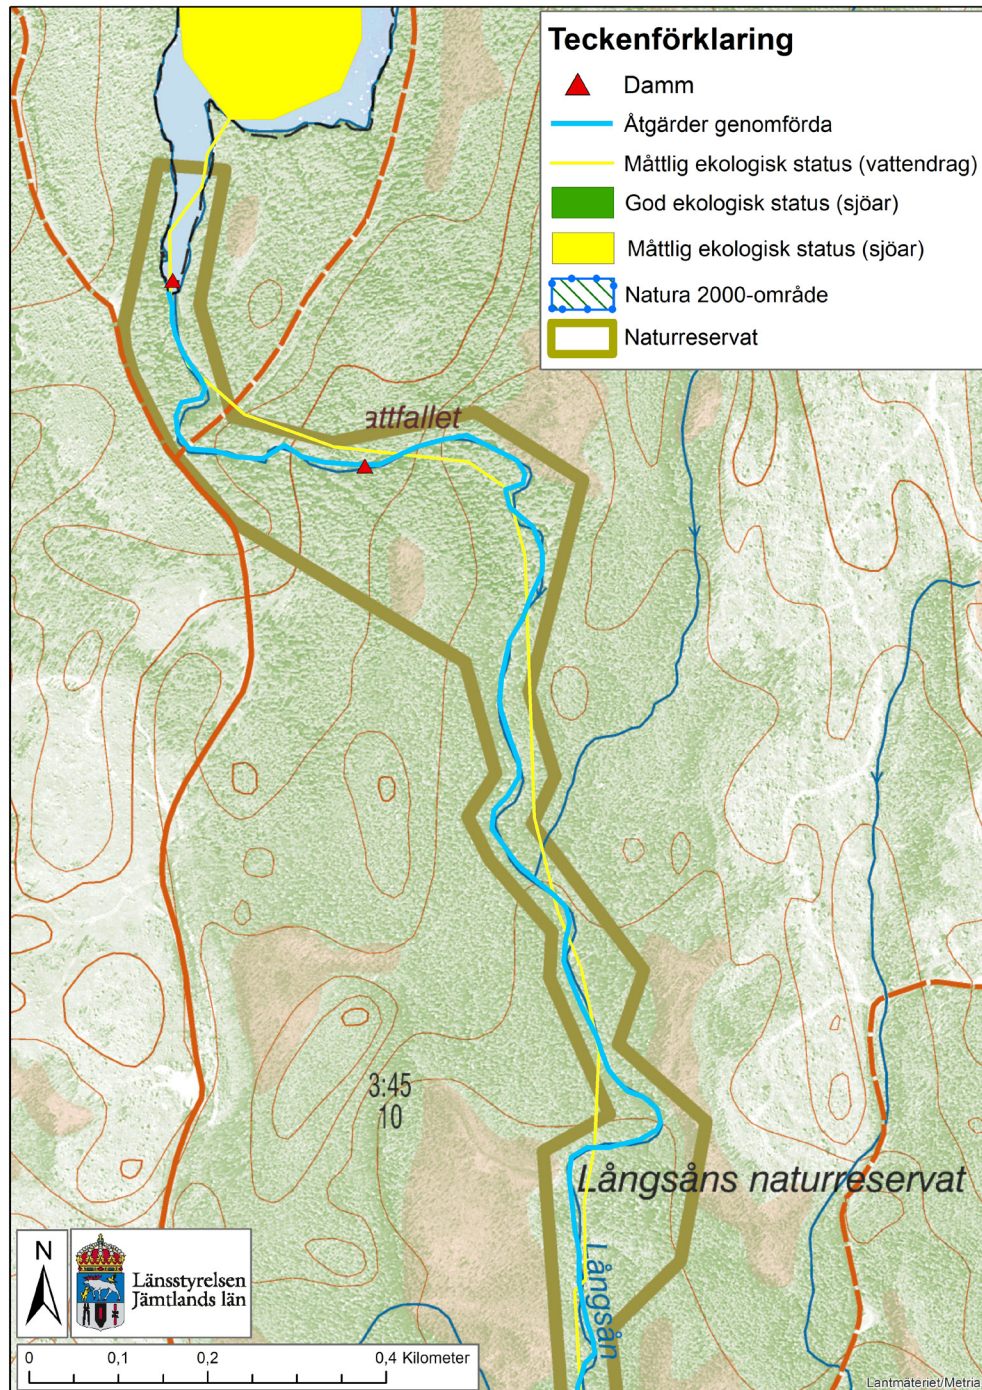 Teckenförklaring
Damm
Åtgärder genomförda
Måttlig ekologisk status (vattendrag)
God ekologisk status (sjöar)
Måttlig ekologisk status (sjöar)
Natura 2000-område
Naturreservat
attfallet
3:45
10
Långsåns naturreservat
Långsån
N
Länsstyrelsen
Jämtlands län
0 0,1 0,2 0,4 Kilometer
Lantmäteriet/Metria